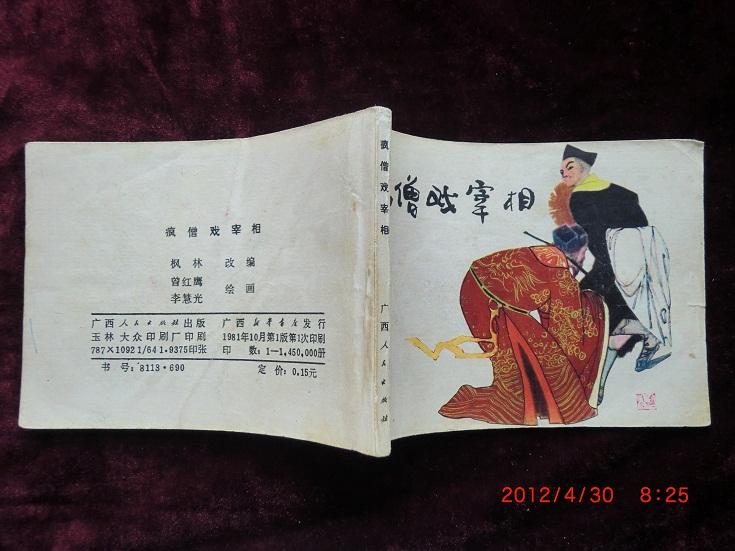 疯僧戏宰相
枫林 改编
曾红鹰
李慧光 绘画
广西人民出版社出版 广西新华书店发行
玉林大众印刷厂印刷 1981年10月第1版第1次印刷
787×1092 1/64 1.9375印张 印 数:1—1,450,000册
书 号:8113·690 定 价:0.15元
疯僧戏宰相 广西人民出版社
僧戏宰相
2012/4/30 8:25